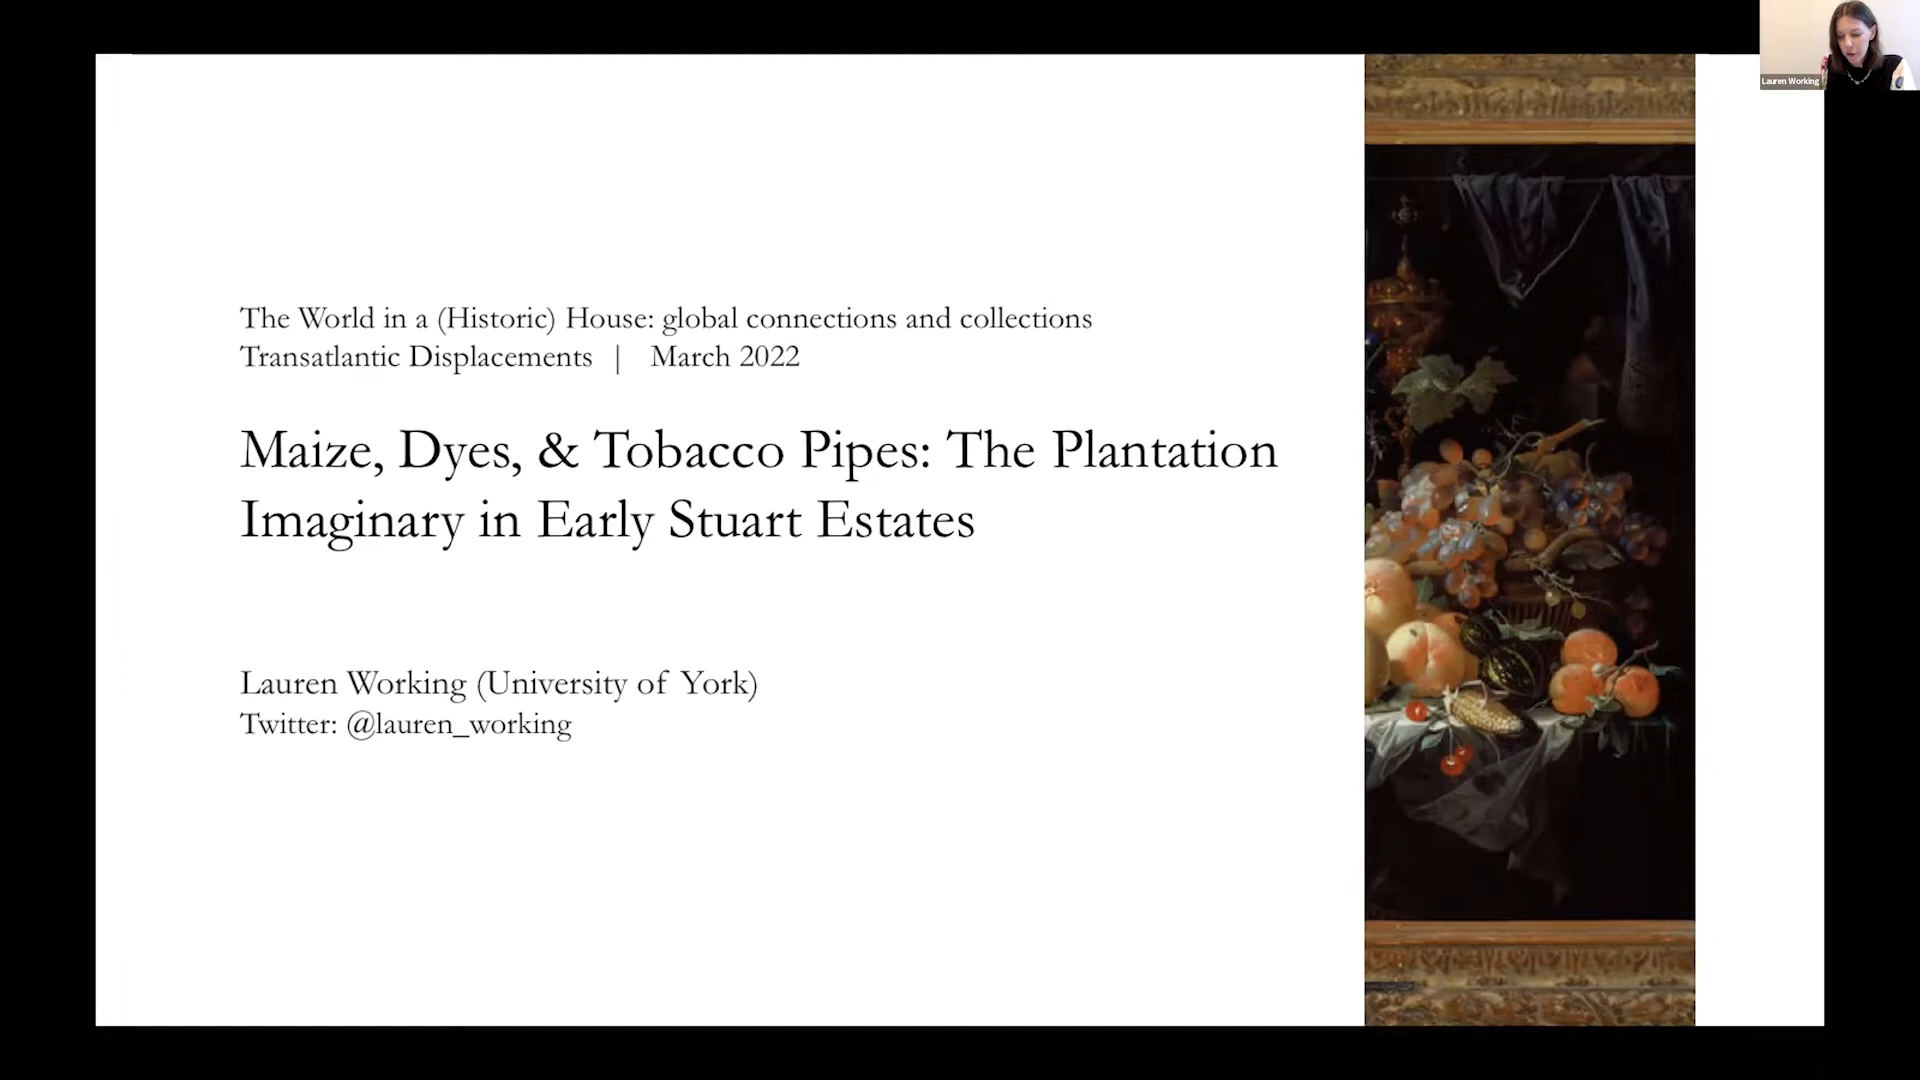 Lauren Working
The World in a (Historic) House: global connections and collections
Transatlantic Displacements | March 2022
Maize, Dyes, & Tobacco Pipes: The Plantation
Imaginary in Early Stuart Estates
Lauren Working (University of York)
Twitter: @lauren_working